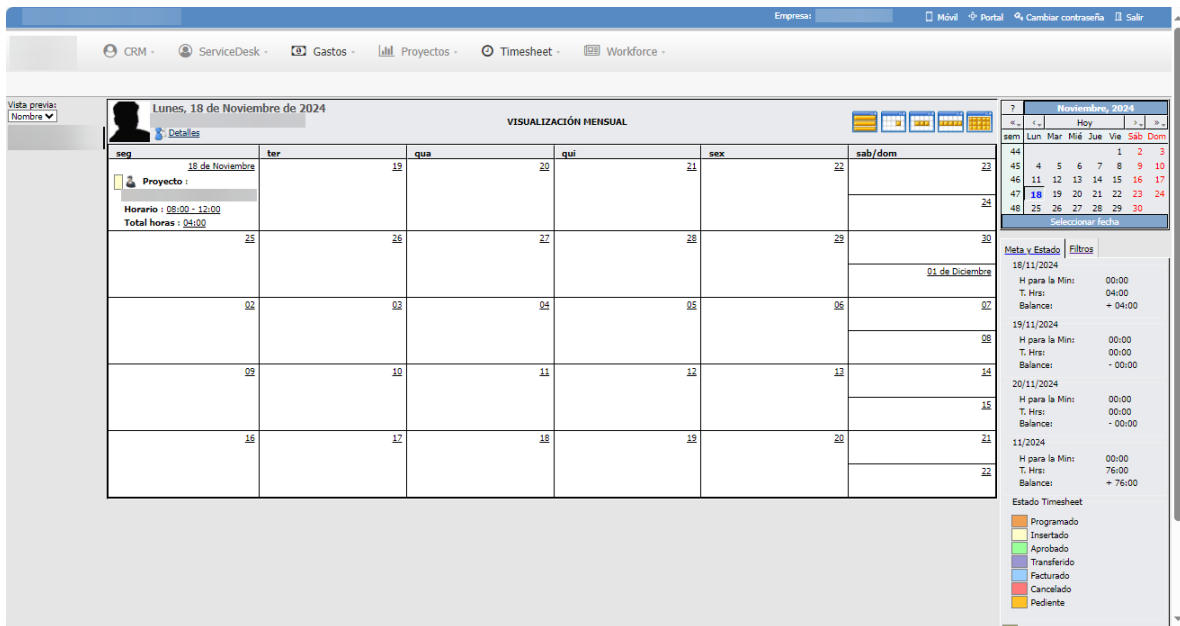 Empresa: Móvil Portal Cambiar contraseña Salir
CRM ServiceDesk Gastos Proyectos Timesheet Workforce
Vista previa:
Nombre
Lunes, 18 de Noviembre de 2024
Detalles
VISUALIZACIÓN MENSUAL
seg ter qua qui sex sab/dom
18 de Noviembre 19 20 21 22 23
Proyecto :
Horario : 08:00 - 12:00
Total horas : 04:00
24
25 26 27 28 29 30
01 de Diciembre
02 03 04 05 06 07
08
09 10 11 12 13 14
15
16 17 18 19 20 21
22
? Noviembre, 2024
« ‹ Hoy › »
sem Lun Mar Mié Jue Vie Sáb Dom
44 1 2 3
45 4 5 6 7 8 9 10
46 11 12 13 14 15 16 17
47 18 19 20 21 22 23 24
48 25 26 27 28 29 30
Seleccionar fecha
Meta y Estado Filtros
18/11/2024
H para la Min: 00:00
T. Hrs: 04:00
Balance: + 04:00
19/11/2024
H para la Min: 00:00
T. Hrs: 00:00
Balance: - 00:00
20/11/2024
H para la Min: 00:00
T. Hrs: 00:00
Balance: - 00:00
11/2024
H para la Min: 00:00
T. Hrs: 76:00
Balance: + 76:00
Estado Timesheet
Programado
Insertado
Aprobado
Transferido
Facturado
Cancelado
Pediente